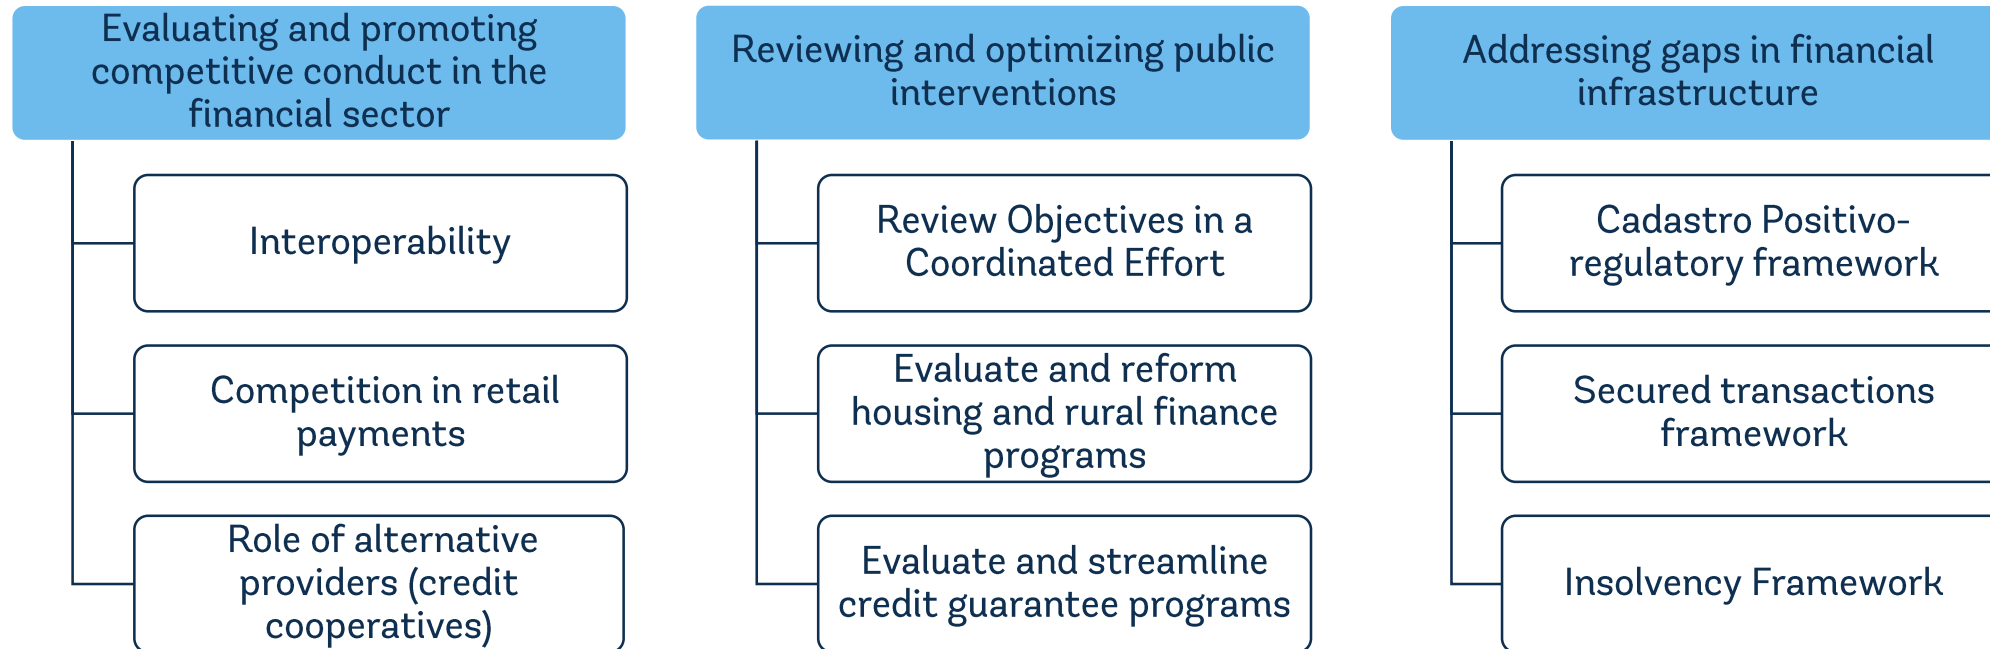 Evaluating and promoting
competitive conduct in the
financial sector
Interoperability
Competition in retail
payments
Role of alternative
providers (credit
cooperatives)
Reviewing and optimizing public
interventions
Review Objectives in a
Coordinated Effort
Evaluate and reform
housing and rural finance
programs
Evaluate and streamline
credit guarantee programs
Addressing gaps in financial
infrastructure
Cadastro Positivo-
regulatory framework
Secured transactions
framework
Insolvency Framework